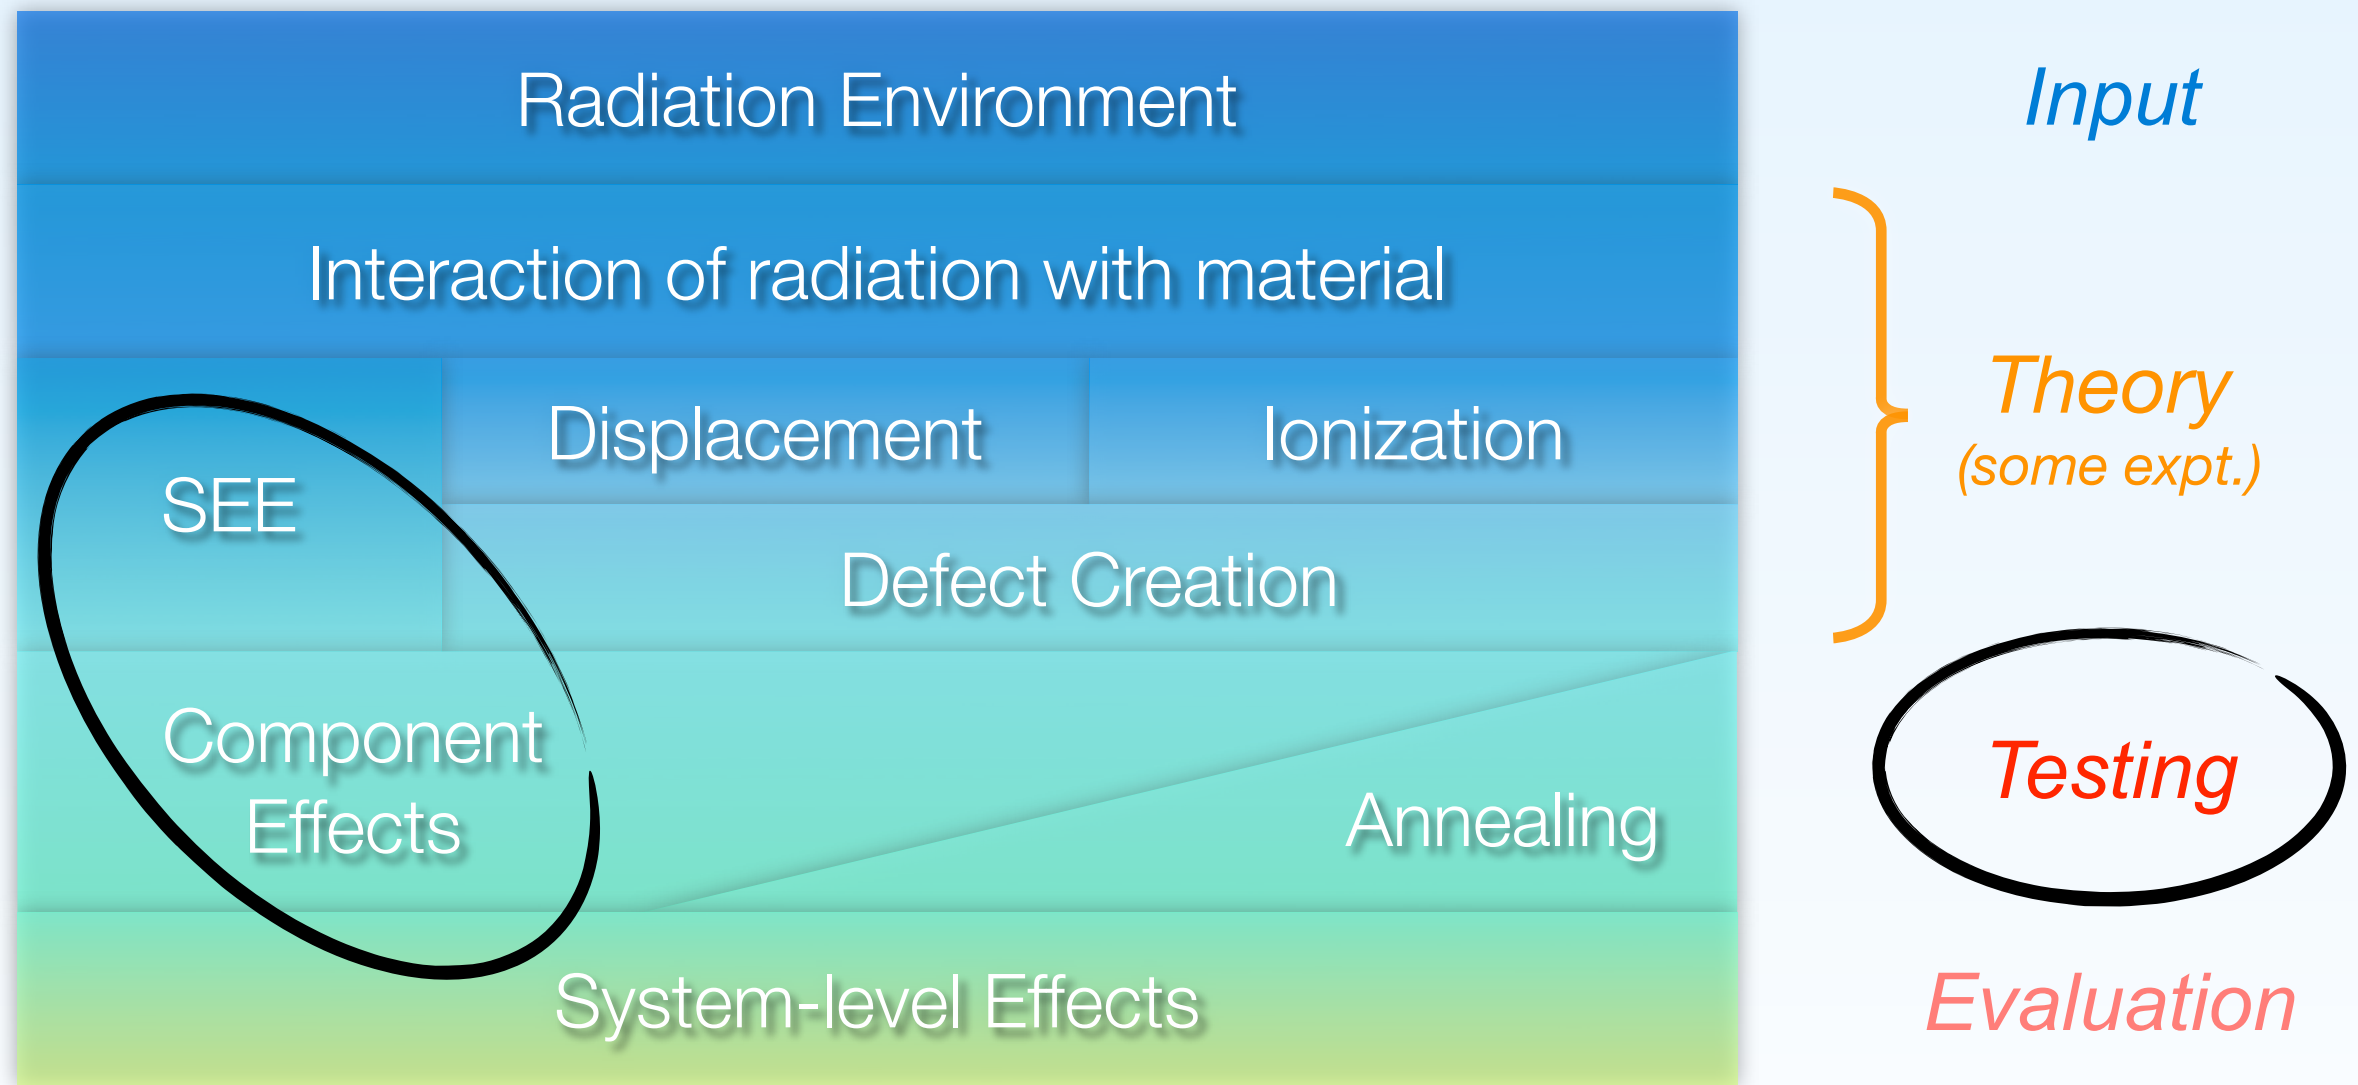 Radiation Environment
Input
Interaction of radiation with material
Displacement
Ionization
SEE
Defect Creation
Theory
(some expt.)
Component
Effects
Annealing
Testing
System-level Effects
Evaluation